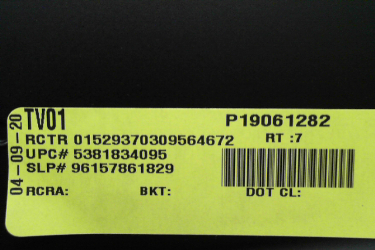 04-09-20
TV01 P19061282
RCTR 01529370309564672 RT :7
UPC# 5381834095
SLP# 96157861829
RCRA: BKT: DOT CL: